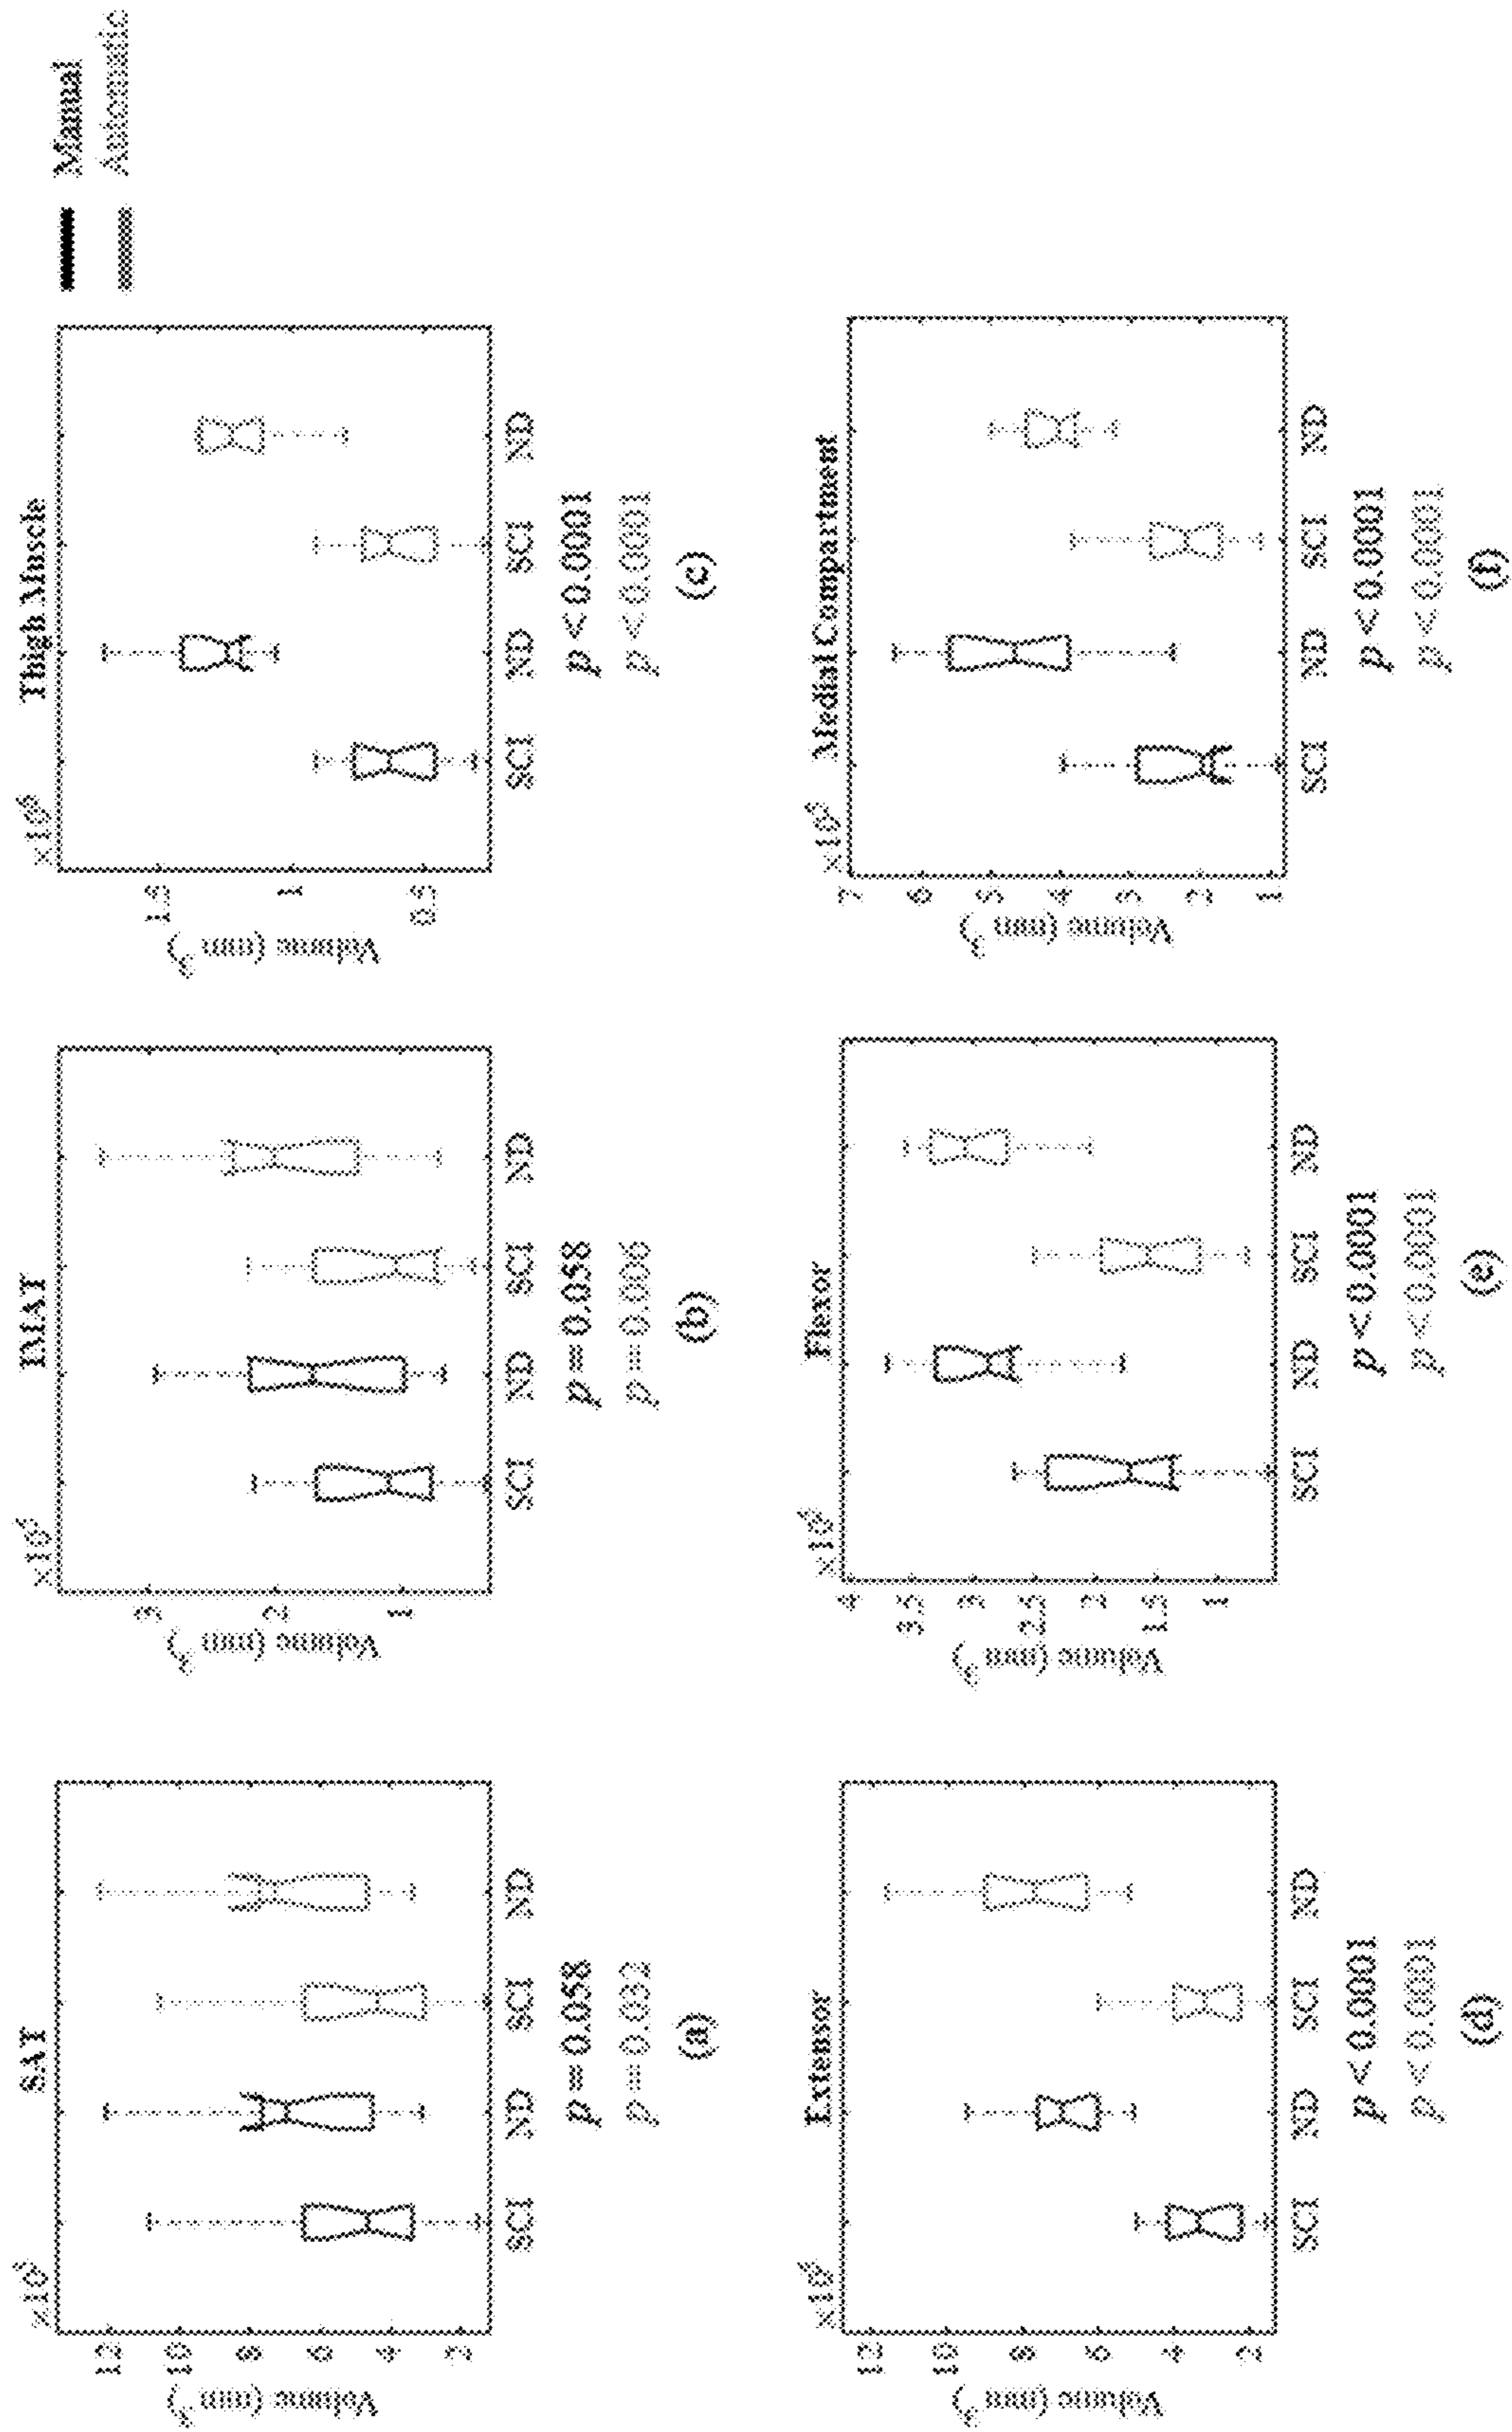 Manual
Automatic
SAT
×10⁵
Volume (mm³)
12
10
8
6
4
2
SCI ND SCI ND
p = 0.058
p = 0.032
(a)
IMAT
×10⁵
Volume (mm³)
3
2
1
SCI ND SCI ND
p = 0.058
p = 0.006
(b)
Thigh Muscle
×10⁶
Volume (mm³)
1.5
1
0.5
SCI ND SCI ND
p < 0.0001
p < 0.0001
(c)
Extensor
Volume (mm³)
12
10
8
6
4
2
SCI ND SCI ND
p < 0.0001
p < 0.0001
(d)
Flexor
Volume (mm³)
4
3.5
3
2.5
2
1.5
1
SCI ND SCI ND
p < 0.0001
p < 0.0001
(e)
Medial Compartment
×10⁵
Volume (mm³)
7
6
5
4
3
2
1
SCI ND SCI ND
p < 0.0001
p < 0.0001
(f)